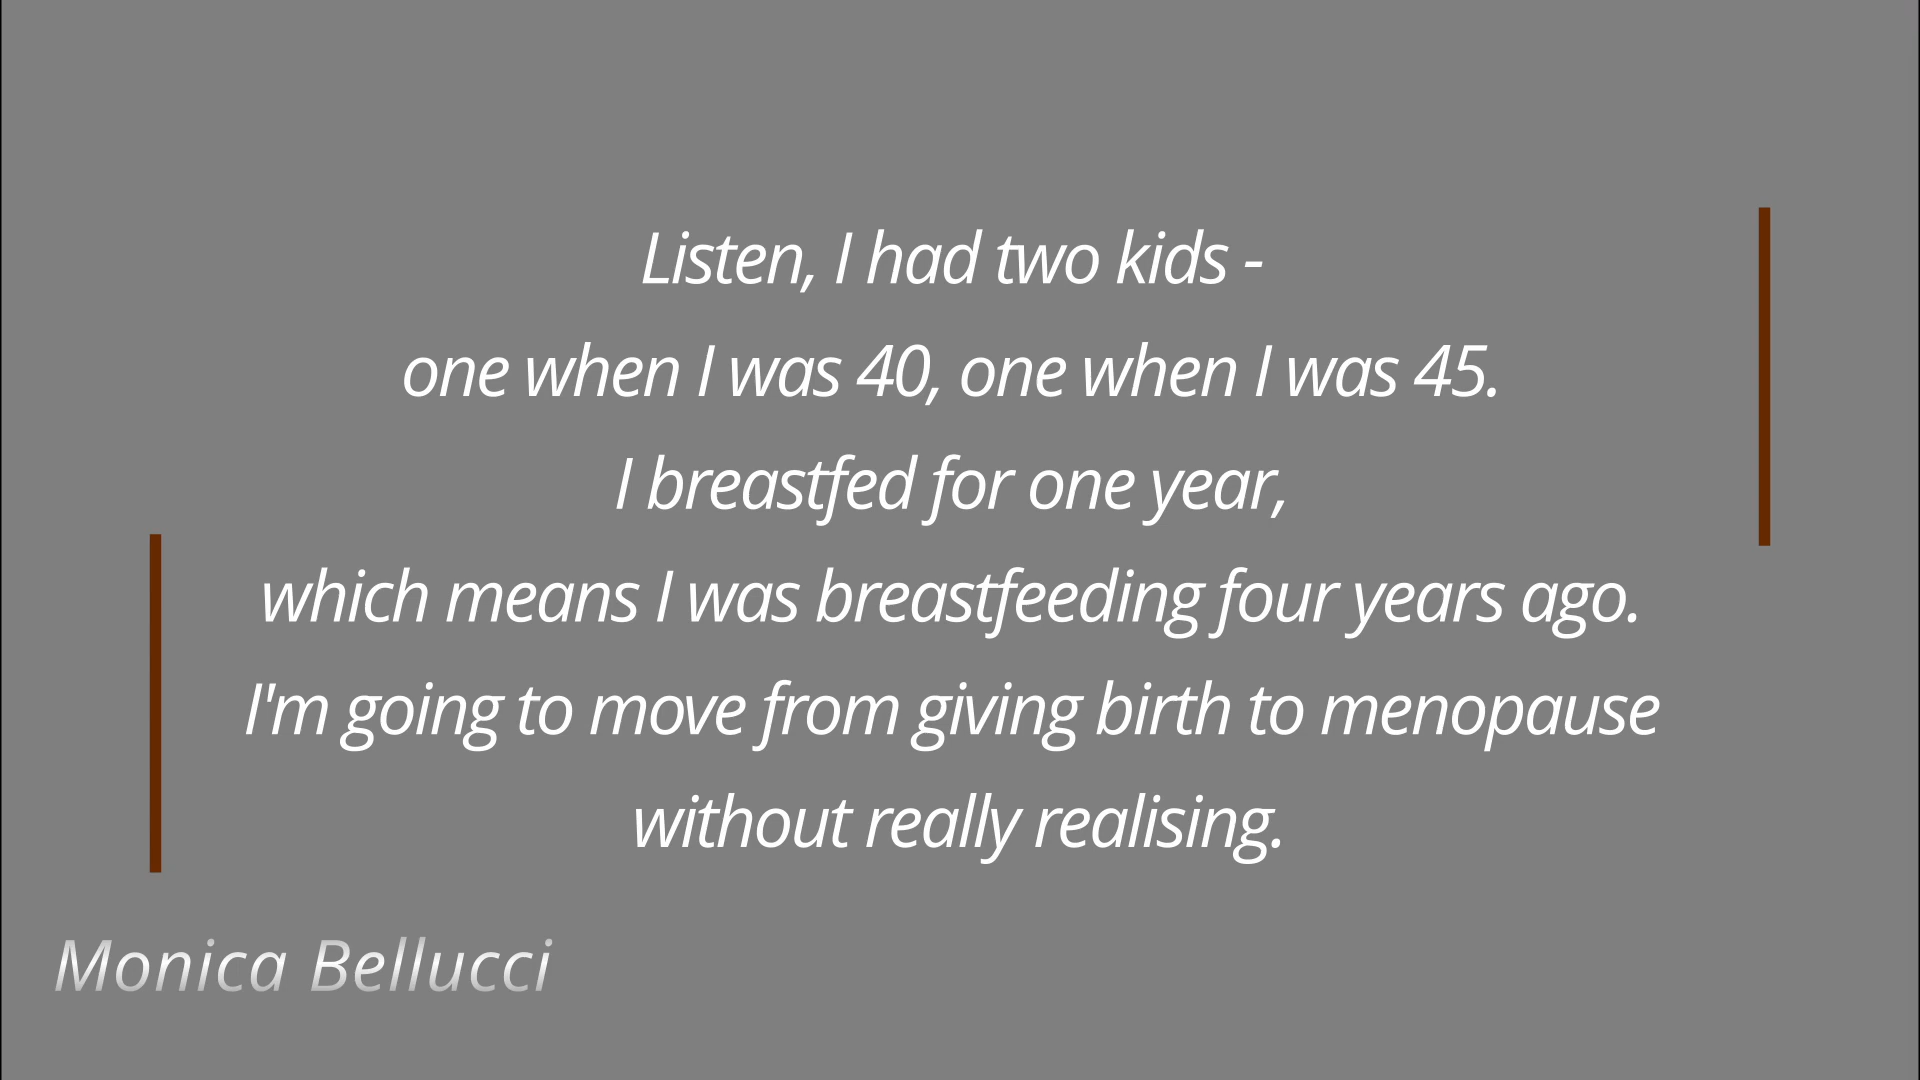 Listen, I had two kids -
one when I was 40, one when I was 45.
I breastfed for one year,
which means I was breastfeeding four years ago.
I'm going to move from giving birth to menopause
without really realising.
Monica Bellucci